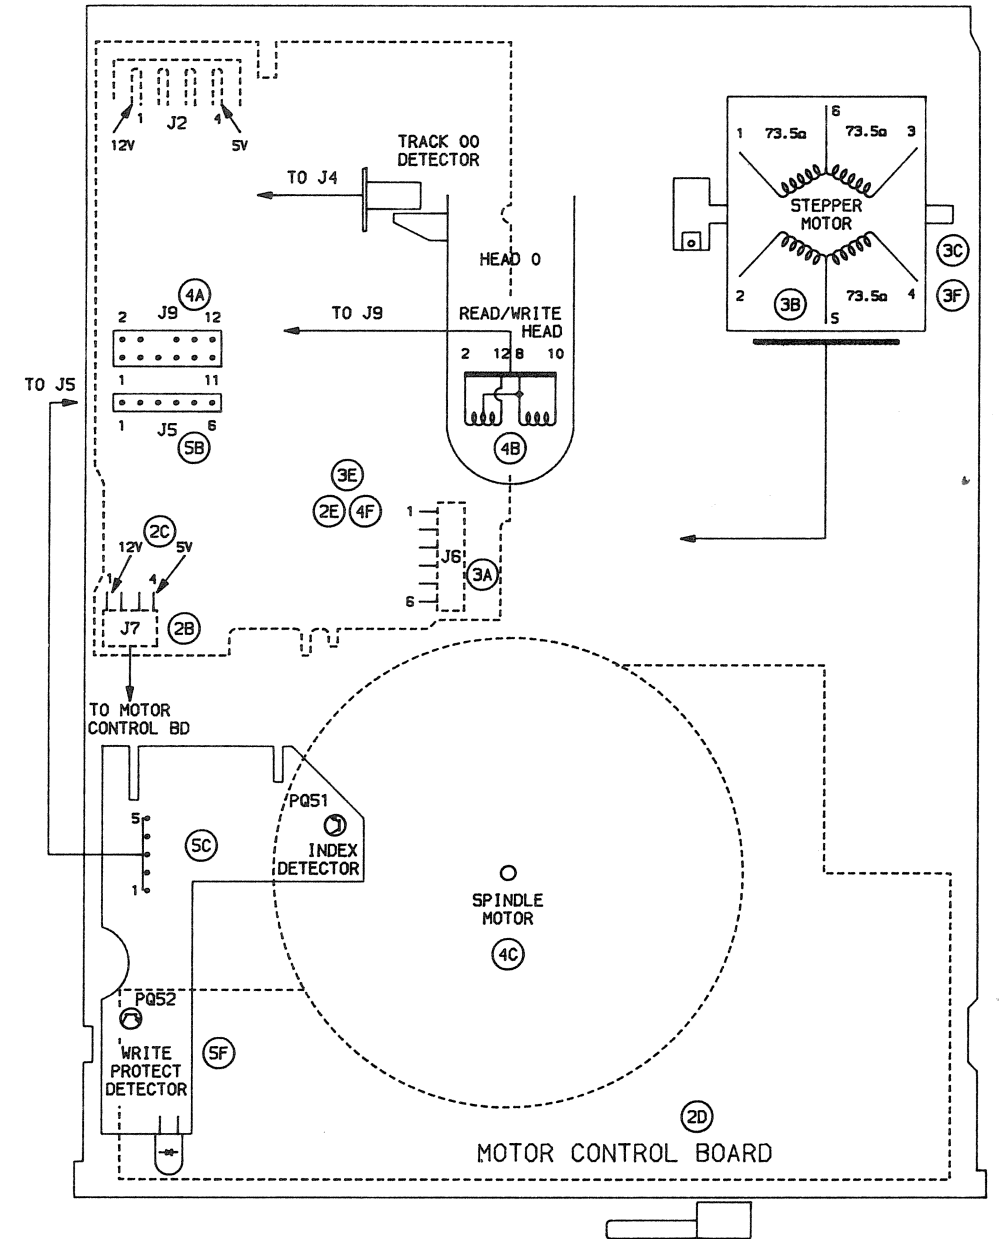 J2
1
4
12V
5V
TRACK 00
DETECTOR
TO J4
HEAD 0
TO J9
READ/WRITE
HEAD
2
12
8
10
4B
6
1
73.5Ω
73.5Ω
3
STEPPER
MOTOR
2
3B
73.5Ω
4
5
3C
3F
4A
2
J9
12
1
11
TO J5
1
J5
6
5B
3E
2E
4F
1
J6
6
3A
2C
12V
5V
1
4
J7
2B
TO MOTOR
CONTROL BD
PQ51
INDEX
DETECTOR
5
5C
1
SPINDLE
MOTOR
4C
PQ52
WRITE
PROTECT
DETECTOR
5F
2D
MOTOR CONTROL BOARD